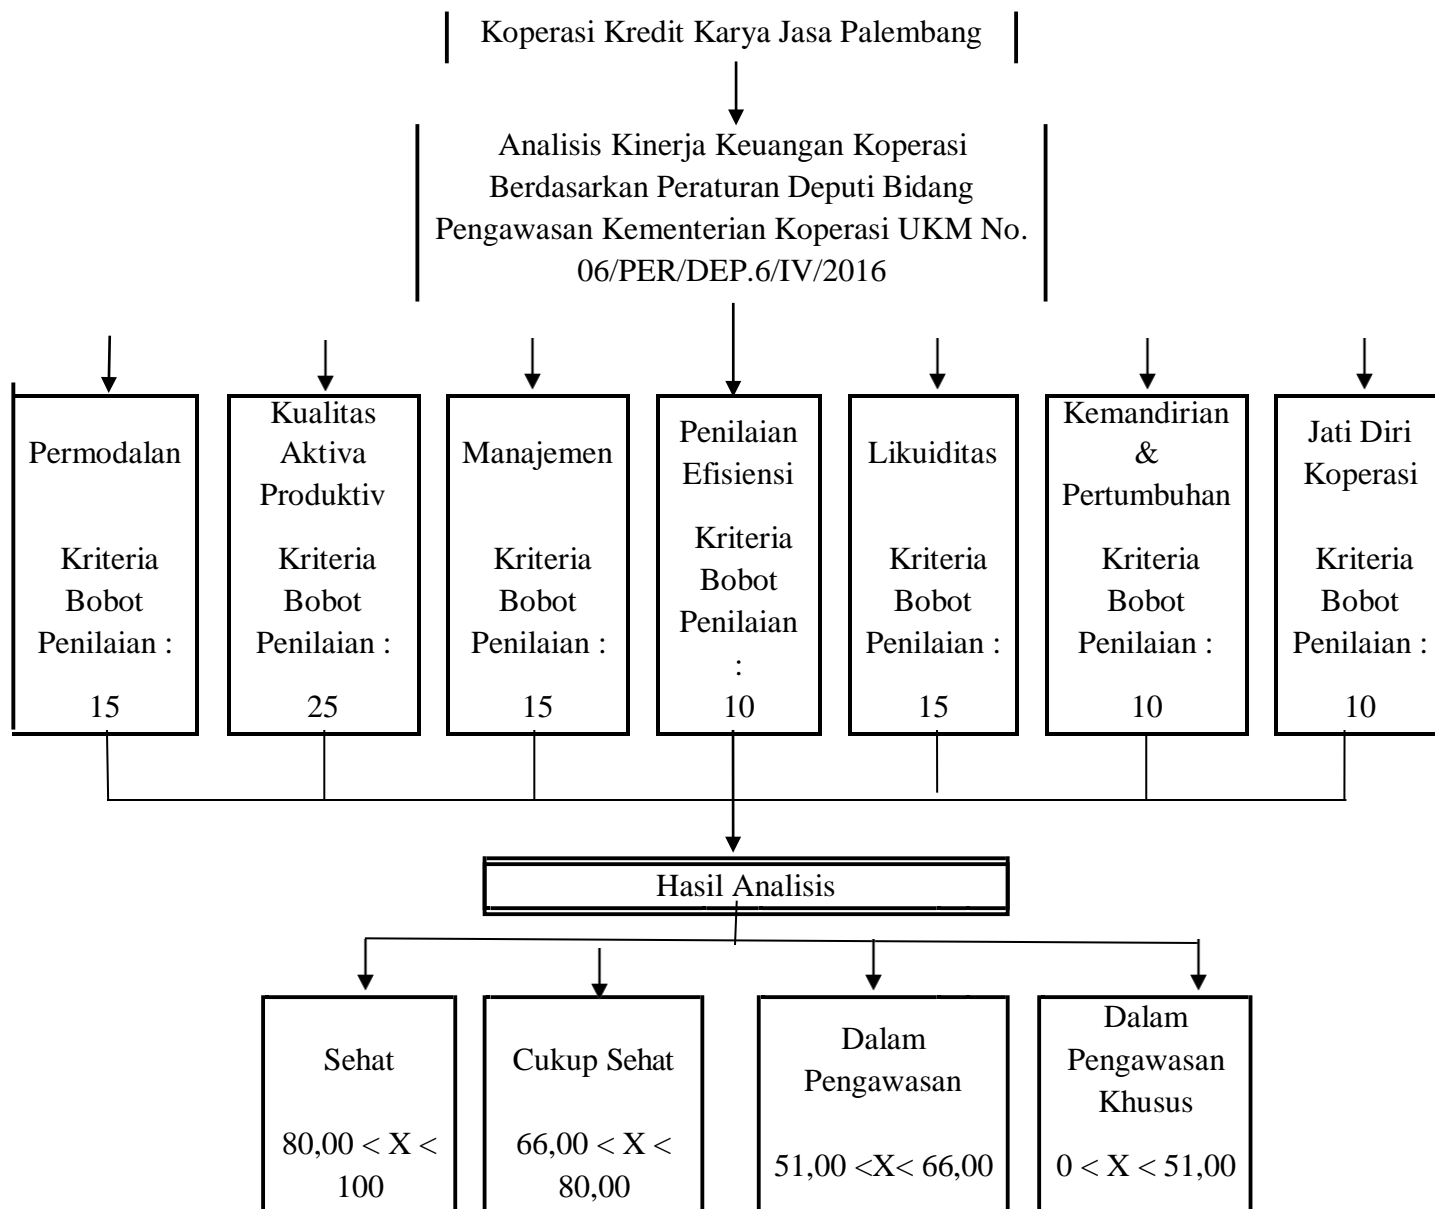 Koperasi Kredit Karya Jasa Palembang
Analisis Kinerja Keuangan Koperasi
Berdasarkan Peraturan Deputi Bidang
Pengawasan Kementerian Koperasi UKM No.
06/PER/DEP.6/IV/2016
Permodalan
Kriteria
Bobot
Penilaian :
15
Kualitas
Aktiva
Produktiv
Kriteria
Bobot
Penilaian :
25
Manajemen
Kriteria
Bobot
Penilaian :
15
Penilaian
Efisiensi
Kriteria
Bobot
Penilaian
:
10
Likuiditas
Kriteria
Bobot
Penilaian :
15
Kemandirian
&
Pertumbuhan
Kriteria
Bobot
Penilaian :
10
Jati Diri
Koperasi
Kriteria
Bobot
Penilaian :
10
Hasil Analisis
Sehat
80,00 < X <
100
Cukup Sehat
66,00 < X <
80,00
Dalam
Pengawasan
51,00 <X< 66,00
Dalam
Pengawasan
Khusus
0 < X < 51,00